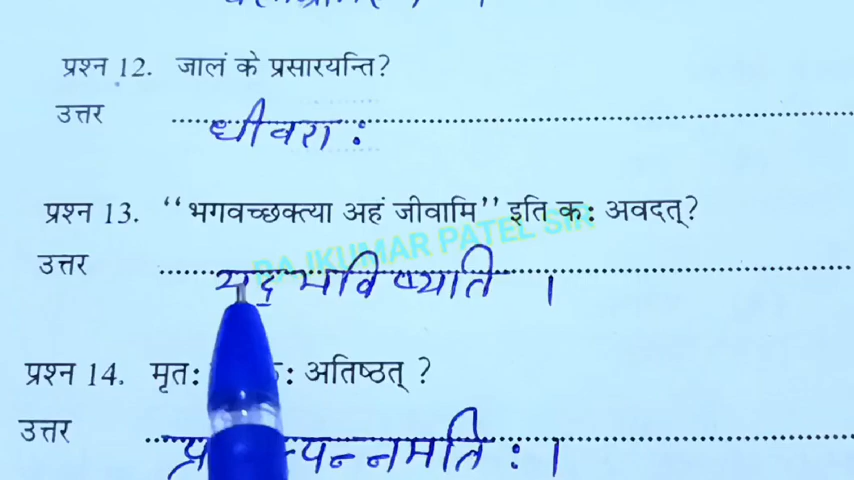 प्रश्न 12. जालं के प्रसारयन्ति?
उत्तर धीवराः
प्रश्न 13. ‘‘भगवच्छक्त्या अहं जीवामि’’ इति कः अवदत्?
RAJKUMAR PATEL SIR
उत्तर यद्भविष्यति ।
प्रश्न 14. मृतः अतिष्ठत् ?
उत्तर